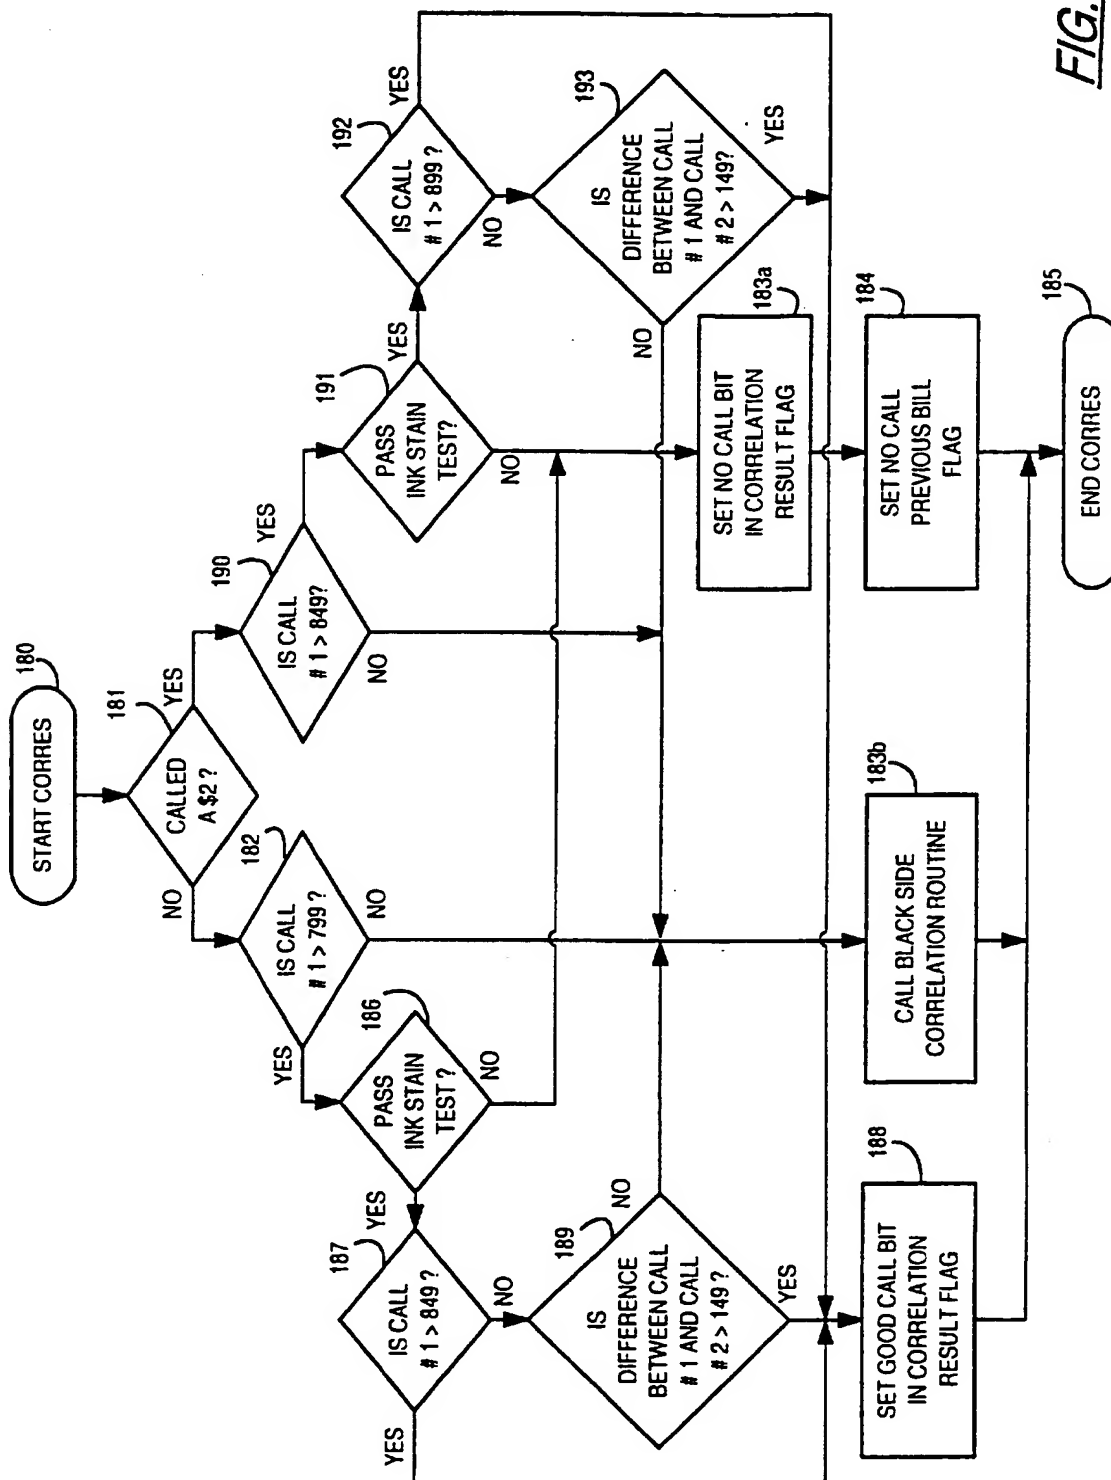 START CORRES
180
CALLED
A $2 ?
181
NO
YES
IS CALL
# 1 > 799 ?
182
YES
NO
IS CALL
# 1 > 849?
190
YES
NO
PASS
INK STAIN
TEST ?
186
YES
NO
PASS
INK STAIN
TEST?
191
YES
NO
IS CALL
# 1 > 849 ?
187
YES
NO
IS CALL
# 1 > 899 ?
192
YES
NO
IS
DIFFERENCE
BETWEEN CALL
# 1 AND CALL
# 2 > 149 ?
189
NO
YES
IS
DIFFERENCE
BETWEEN CALL
# 1 AND CALL
# 2 > 149?
193
NO
YES
SET NO CALL BIT
IN CORRELATION
RESULT FLAG
183a
SET GOOD CALL BIT
IN CORRELATION
RESULT FLAG
188
CALL BLACK SIDE
CORRELATION ROUTINE
183b
SET NO CALL
PREVIOUS BILL
FLAG
184
END CORRES
185
FIG.